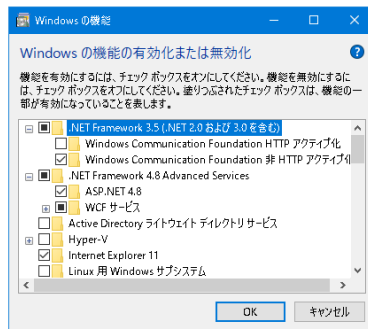 Windows の機能
Windows の機能の有効化または無効化
機能を有効にするには、チェック ボックスをオンにしてください。機能を無効にするに
は、チェック ボックスをオフにしてください。塗りつぶされたチェック ボックスは、機能の一
部が有効になっていることを表します。
.NET Framework 3.5 (.NET 2.0 および 3.0 を含む)
Windows Communication Foundation HTTP アクティブ化
Windows Communication Foundation 非 HTTP アクティブ化
.NET Framework 4.8 Advanced Services
ASP.NET 4.8
WCF サービス
Active Directory ライトウェイト ディレクトリ サービス
Hyper-V
Internet Explorer 11
Linux 用 Windows サブシステム
OK キャンセル